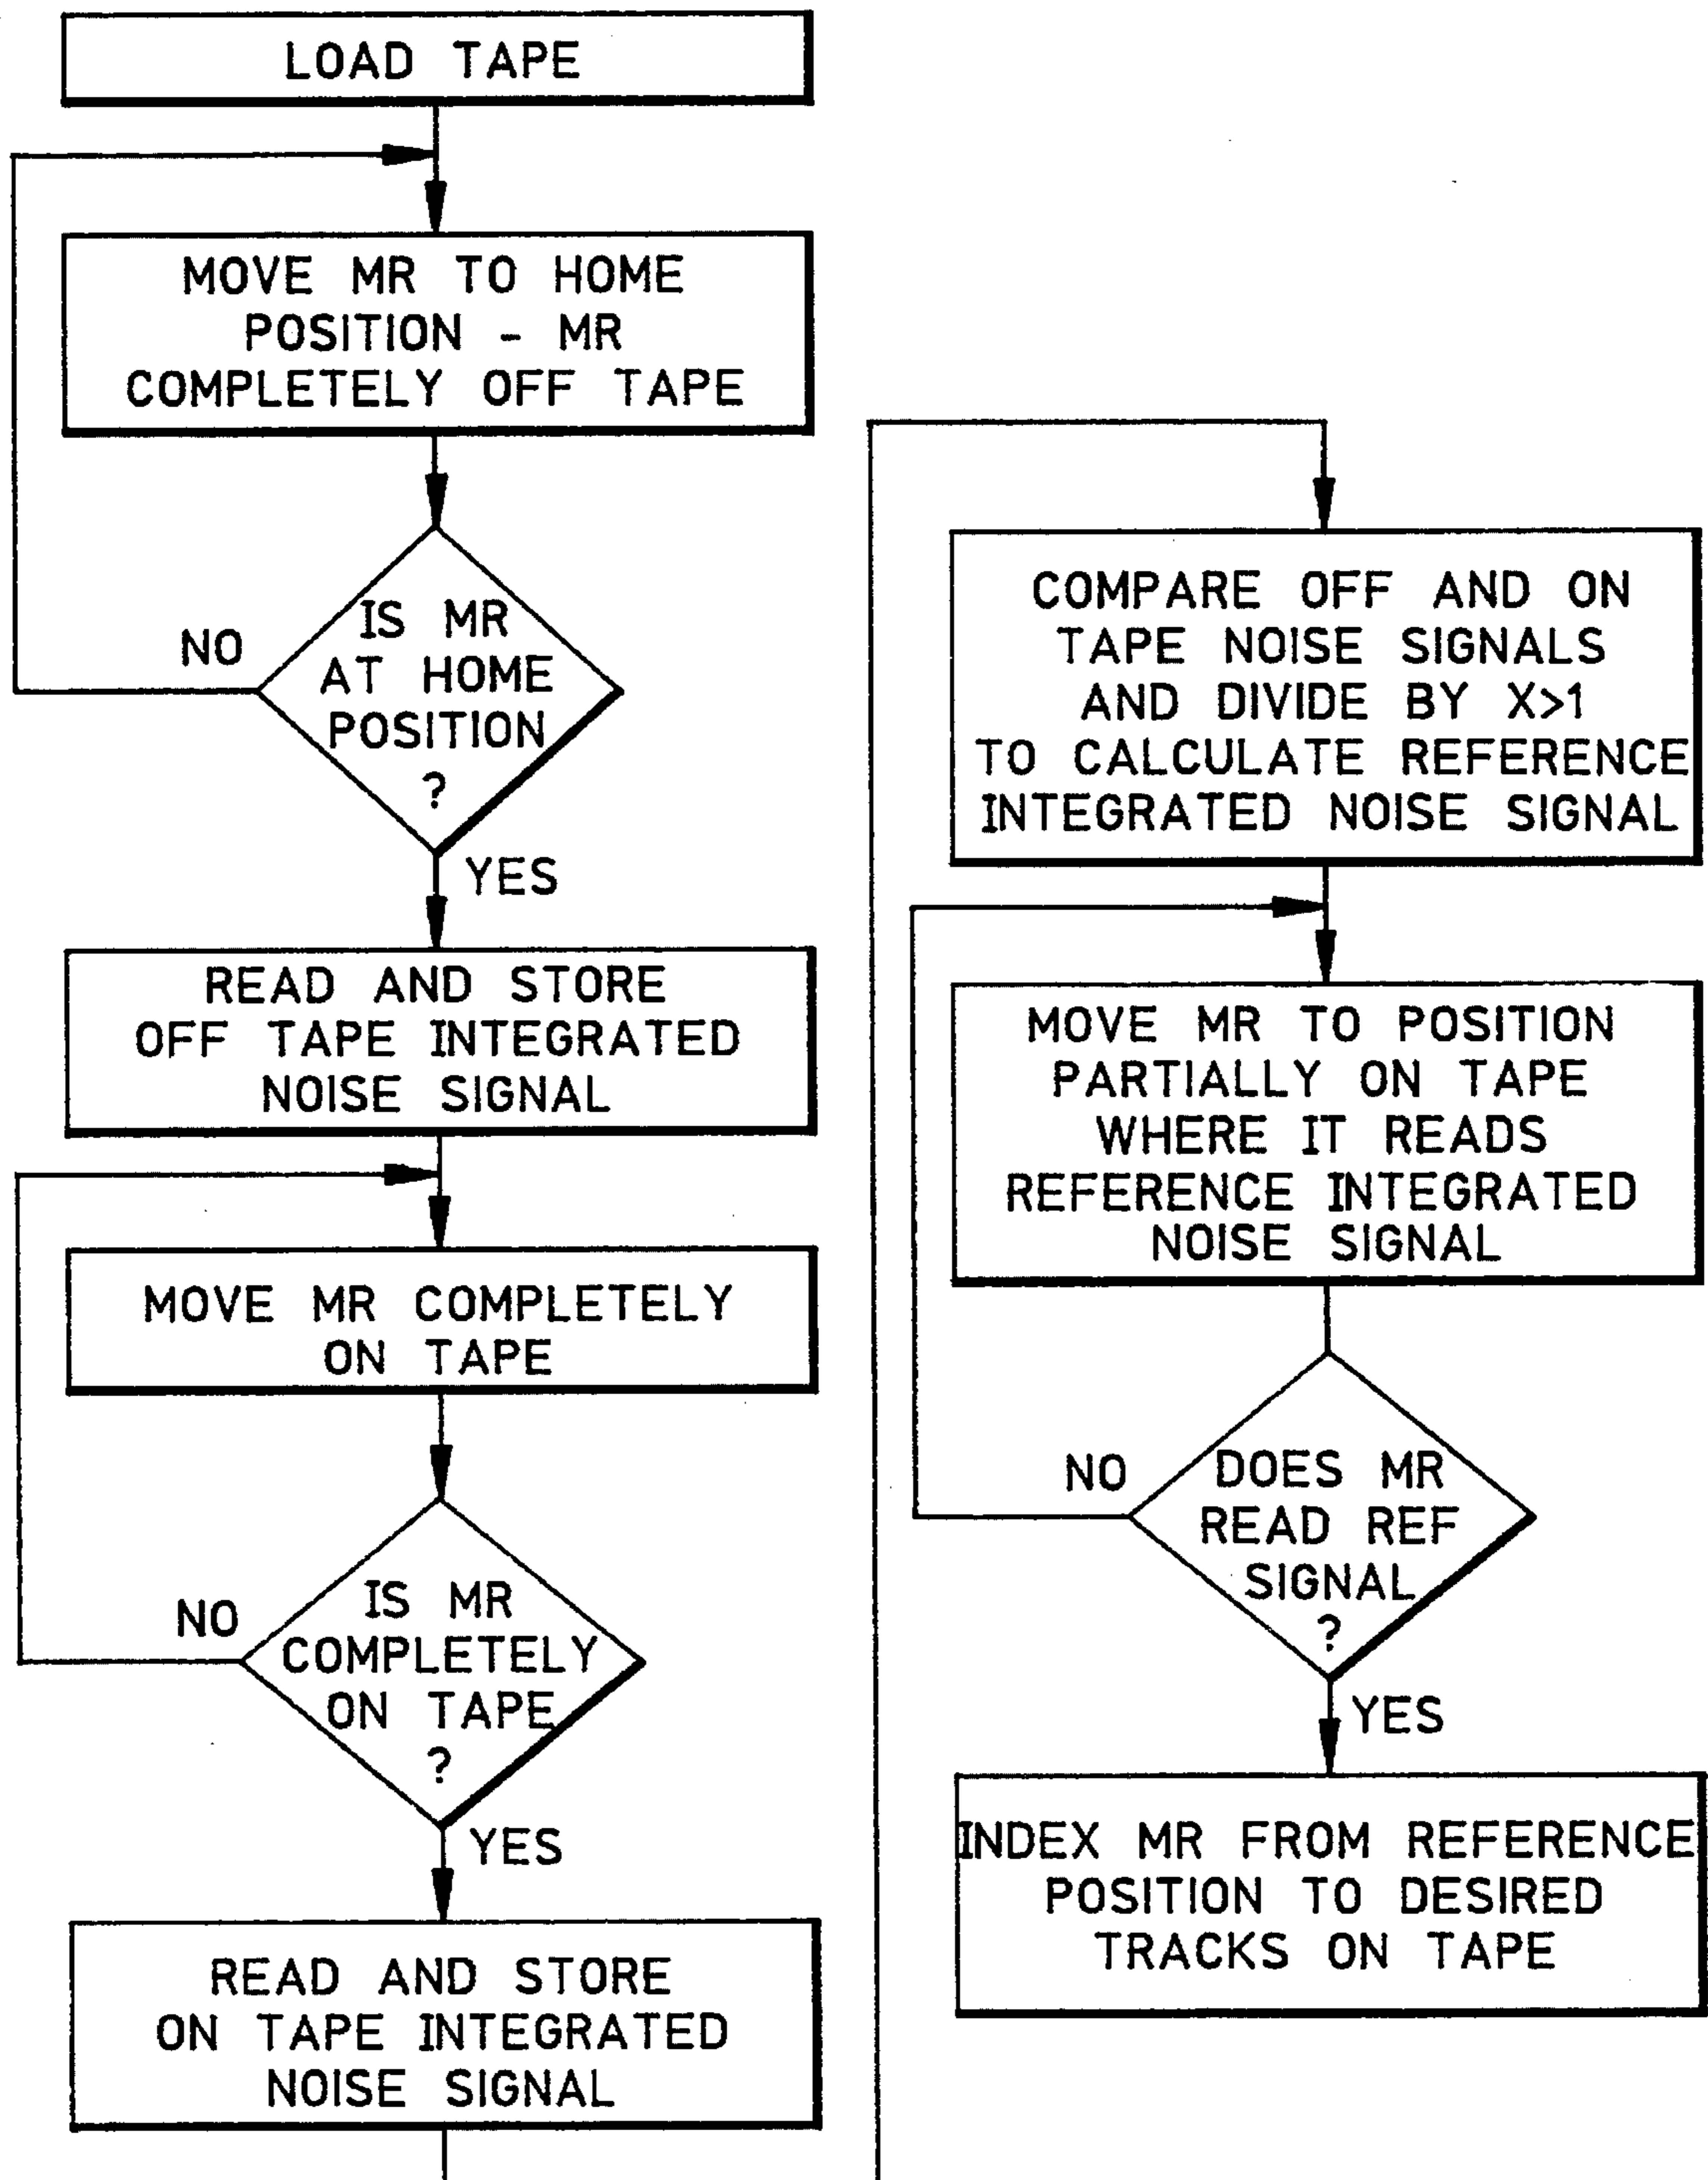 LOAD TAPE
MOVE MR TO HOME
POSITION - MR
COMPLETELY OFF TAPE
IS MR
AT HOME
POSITION
?
NO
YES
READ AND STORE
OFF TAPE INTEGRATED
NOISE SIGNAL
MOVE MR COMPLETELY
ON TAPE
IS MR
COMPLETELY
ON TAPE
?
NO
YES
READ AND STORE
ON TAPE INTEGRATED
NOISE SIGNAL
COMPARE OFF AND ON
TAPE NOISE SIGNALS
AND DIVIDE BY X>1
TO CALCULATE REFERENCE
INTEGRATED NOISE SIGNAL
MOVE MR TO POSITION
PARTIALLY ON TAPE
WHERE IT READS
REFERENCE INTEGRATED
NOISE SIGNAL
DOES MR
READ REF
SIGNAL
?
NO
YES
INDEX MR FROM REFERENCE
POSITION TO DESIRED
TRACKS ON TAPE